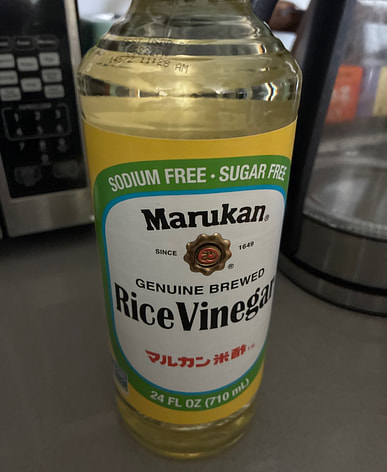 SODIUM FREE · SUGAR FREE
Marukan®
SINCE 1649
®
GENUINE BREWED
Rice Vinegar
マルカン米酢
24 FL OZ (710 mL)